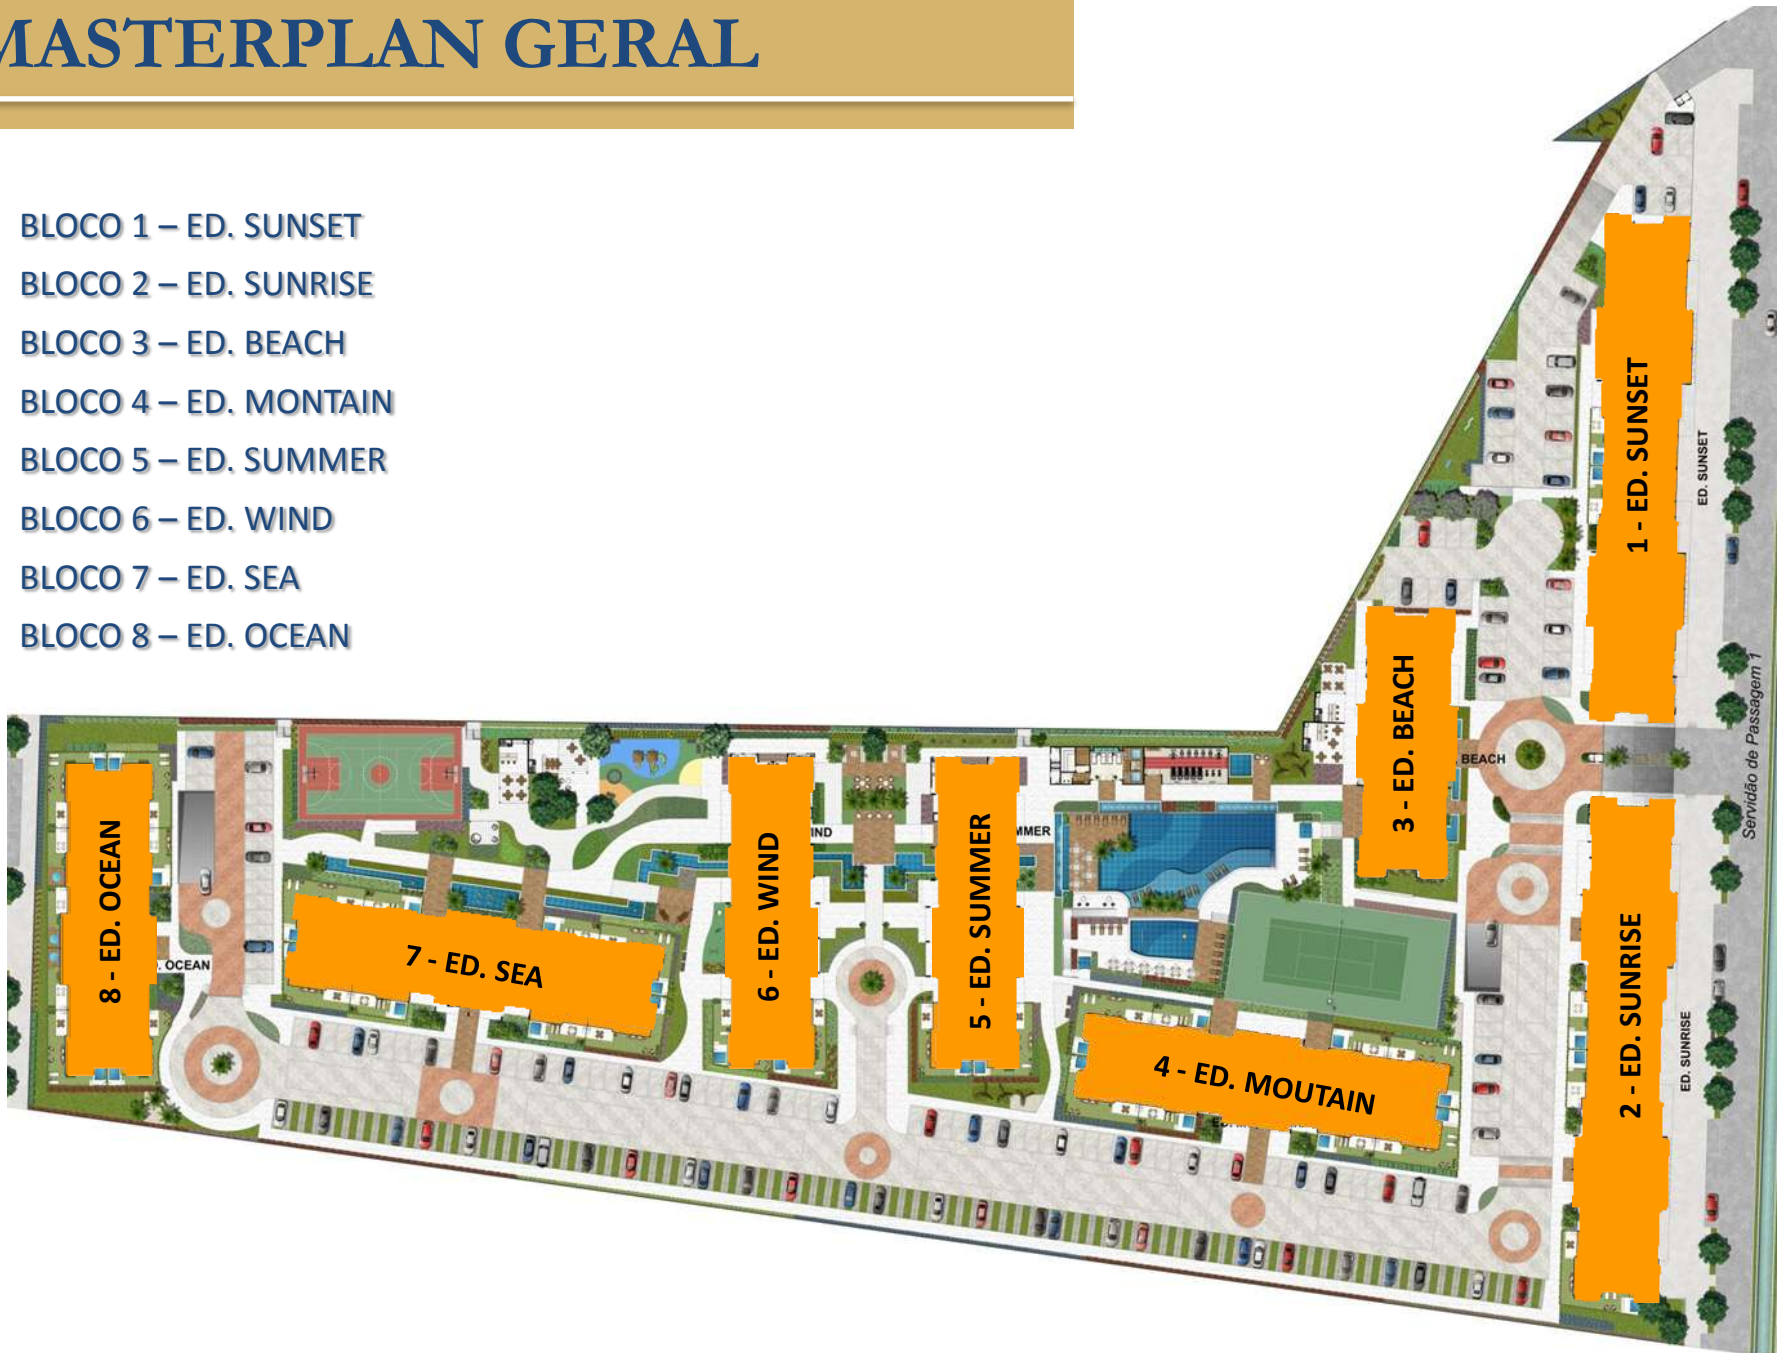 MASTERPLAN GERAL
BLOCO 1 – ED. SUNSET
BLOCO 2 – ED. SUNRISE
BLOCO 3 – ED. BEACH
BLOCO 4 – ED. MONTAIN
BLOCO 5 – ED. SUMMER
BLOCO 6 – ED. WIND
BLOCO 7 – ED. SEA
BLOCO 8 – ED. OCEAN
1 - ED. SUNSET
ED. SUNSET
3 - ED. BEACH
BEACH
Servidão de Passagem 1
8 - ED. OCEAN
. OCEAN
7 - ED. SEA
6 - ED. WIND
IND
5 - ED. SUMMER
MMER
4 - ED. MOUTAIN
2 - ED. SUNRISE
ED. SUNRISE